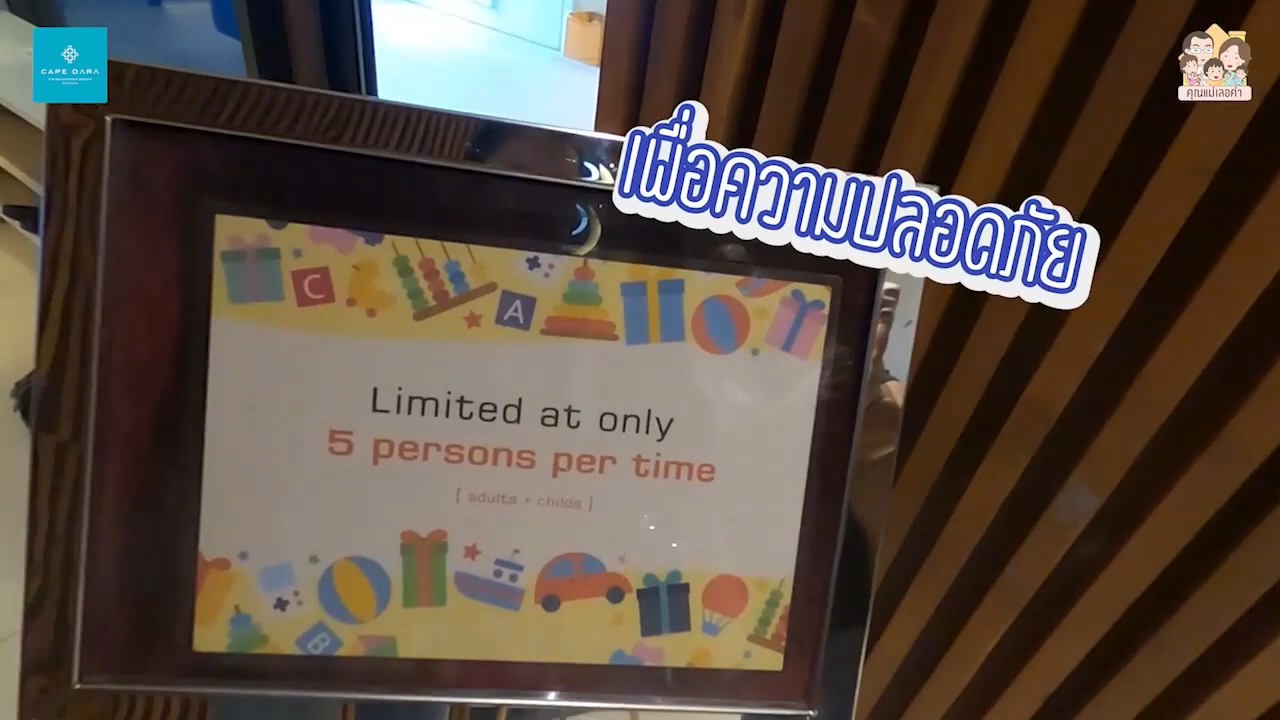 CAPE DARA
คุณแม่เลอค่า
เพื่อความปลอดภัย
C
A
Limited at only
5 persons per time
[ adults + childs ]
B